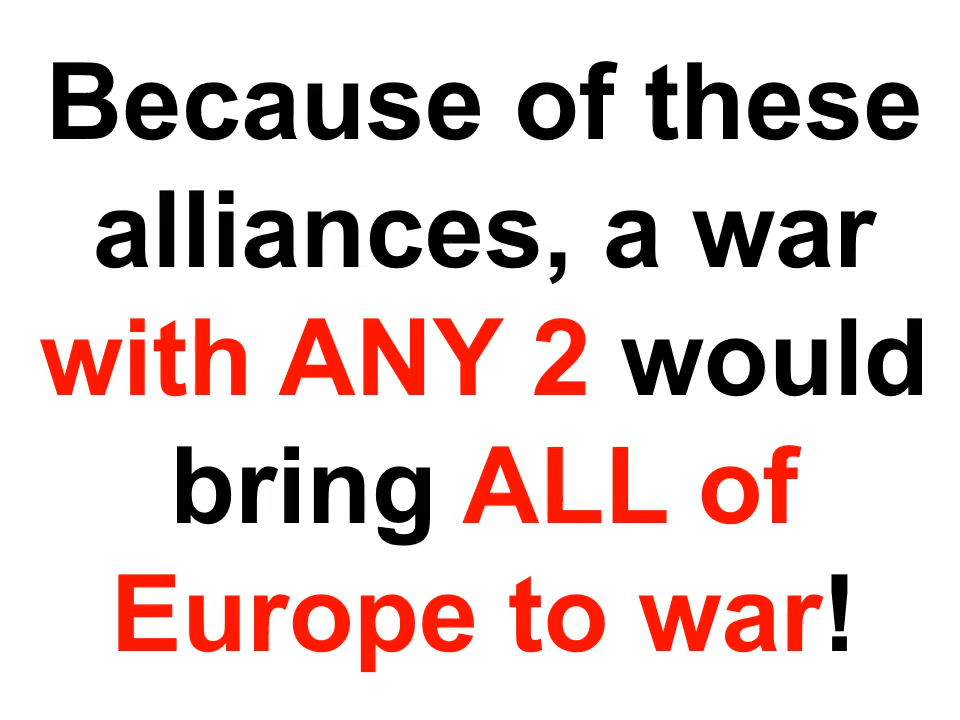 Because of these
alliances, a war
with ANY 2 would
bring ALL of
Europe to war!